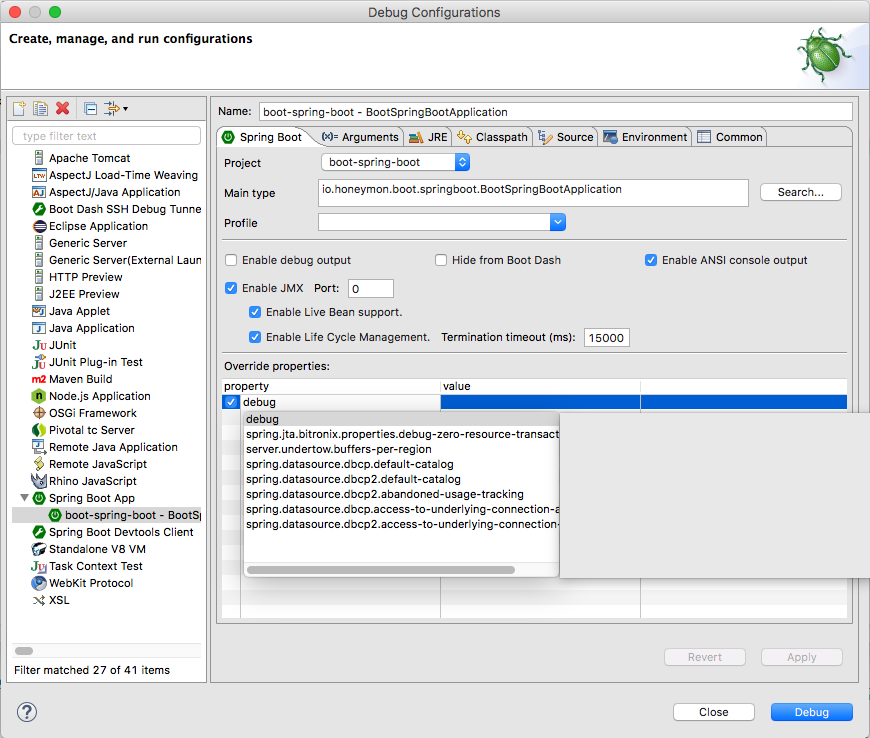 Debug Configurations
Create, manage, and run configurations
type filter text
Apache Tomcat
AspectJ Load-Time Weaving
AspectJ/Java Application
Boot Dash SSH Debug Tunne
Eclipse Application
Generic Server
Generic Server(External Laun
HTTP Preview
J2EE Preview
Java Applet
Java Application
JUnit
JUnit Plug-in Test
Maven Build
Node.js Application
OSGi Framework
Pivotal tc Server
Remote Java Application
Remote JavaScript
Rhino JavaScript
Spring Boot App
boot-spring-boot - BootSp
Spring Boot Devtools Client
Standalone V8 VM
Task Context Test
WebKit Protocol
XSL
Filter matched 27 of 41 items
Name: boot-spring-boot - BootSpringBootApplication
Spring Boot (x)= Arguments JRE Classpath Source Environment Common
Project boot-spring-boot
Main type io.honeymon.boot.springboot.BootSpringBootApplication Search...
Profile
Enable debug output Hide from Boot Dash Enable ANSI console output
Enable JMX Port: 0
Enable Live Bean support.
Enable Life Cycle Management. Termination timeout (ms): 15000
Override properties:
property value
debug
debug
spring.jta.bitronix.properties.debug-zero-resource-transact
server.undertow.buffers-per-region
spring.datasource.dbcp.default-catalog
spring.datasource.dbcp2.default-catalog
spring.datasource.dbcp2.abandoned-usage-tracking
spring.datasource.dbcp.access-to-underlying-connection-a
spring.datasource.dbcp2.access-to-underlying-connection-
Revert Apply
? Close Debug